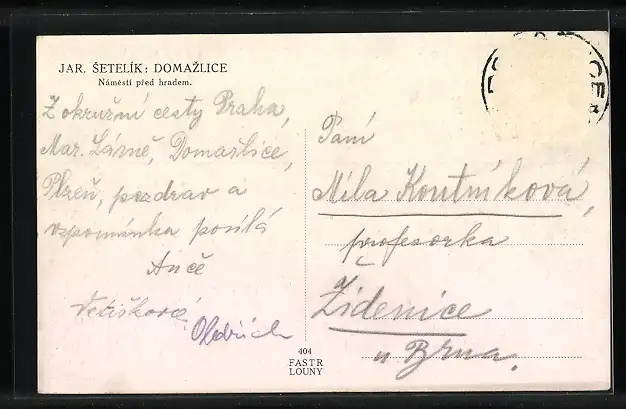 JAR. ŠETELÍK: DOMAŽLICE
Náměstí před hradem.
Z okružní cesty Praha,
Mar. Lázně, Domažlice,
Plzeň, pozdrav a
vzpomínka posílá
Anče
Oldřich
Paní
Míla Koutníková,
profesorka
Židenice
u Brna.
404
FASTR
LOUNY